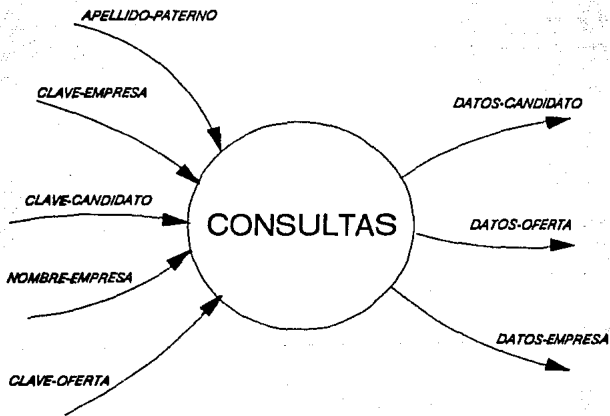 APELLIDO-PATERNO
CLAVE-EMPRESA
CLAVE-CANDIDATO
NOMBRE-EMPRESA
CLAVE-OFERTA
CONSULTAS
DATOS-CANDIDATO
DATOS-OFERTA
DATOS-EMPRESA